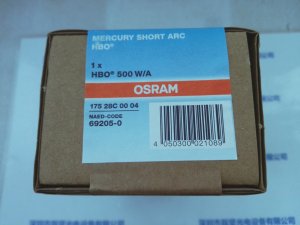 MERCURY SHORT ARC
HBO®
1 x
HBO® 500 W/A
OSRAM
175 28C 00 04
NAED-CODE
69205-0
4 050300 021089